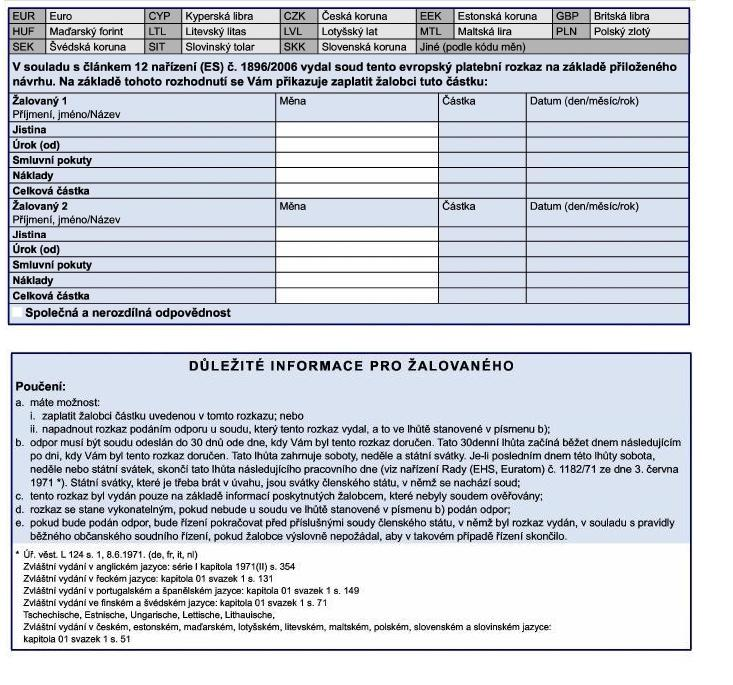 EUR Euro CYP Kyperská libra CZK Česká koruna EEK Estonská koruna GBP Britská libra
HUF Maďarský forint LTL Litevský litas LVL Lotyšský lat MTL Maltská lira PLN Polský zlotý
SEK Švédská koruna SIT Slovinský tolar SKK Slovenská koruna Jiné (podle kódu měn)
V souladu s článkem 12 nařízení (ES) č. 1896/2006 vydal soud tento evropský platební rozkaz na základě přiloženého
návrhu. Na základě tohoto rozhodnutí se Vám přikazuje zaplatit žalobci tuto částku:
Žalovaný 1 Měna Částka Datum (den/měsíc/rok)
Příjmení, jméno/Název
Jistina
Úrok (od)
Smluvní pokuty
Náklady
Celková částka
Žalovaný 2 Měna Částka Datum (den/měsíc/rok)
Příjmení, jméno/Název
Jistina
Úrok (od)
Smluvní pokuty
Náklady
Celková částka
Společná a nerozdílná odpovědnost
DŮLEŽITÉ INFORMACE PRO ŽALOVANÉHO
Poučení:
a. máte možnost:
i. zaplatit žalobci částku uvedenou v tomto rozkazu; nebo
ii. napadnout rozkaz podáním odporu u soudu, který tento rozkaz vydal, a to ve lhůtě stanovené v písmenu b);
b. odpor musí být soudu odeslán do 30 dnů ode dne, kdy Vám byl tento rozkaz doručen. Tato 30denní lhůta začíná běžet dnem následujícím
po dni, kdy Vám byl tento rozkaz doručen. Tato lhůta zahrnuje soboty, neděle a státní svátky. Je-li posledním dnem této lhůty sobota,
neděle nebo státní svátek, skončí tato lhůta následujícího pracovního dne (viz nařízení Rady (EHS, Euratom) č. 1182/71 ze dne 3. června
1971 *). Státní svátky, které je třeba brát v úvahu, jsou svátky členského státu, v němž se nachází soud;
c. tento rozkaz byl vydán pouze na základě informací poskytnutých žalobcem, které nebyly soudem ověřovány;
d. rozkaz se stane vykonatelným, pokud nebude u soudu ve lhůtě stanovené v písmenu b) podán odpor;
e. pokud bude podán odpor, bude řízení pokračovat před příslušnými soudy členského státu, v němž byl rozkaz vydán, v souladu s pravidly
běžného občanského soudního řízení, pokud žalobce výslovně nepožádal, aby v takovém případě řízení skončilo.
* Úř. věst. L 124 s. 1, 8.6.1971. (de, fr, it, nl)
Zvláštní vydání v anglickém jazyce: série I kapitola 1971(II) s. 354
Zvláštní vydání v řeckém jazyce: kapitola 01 svazek 1 s. 131
Zvláštní vydání v portugalském a španělském jazyce: kapitola 01 svazek 1 s. 149
Zvláštní vydání ve finském a švédském jazyce: kapitola 01 svazek 1 s. 71
Tschechische, Estnische, Ungarische, Lettische, Lithauische,
Zvláštní vydání v českém, estonském, maďarském, lotyšském, litevském, maltském, polském, slovenském a slovinském jazyce:
kapitola 01 svazek 1 s. 51